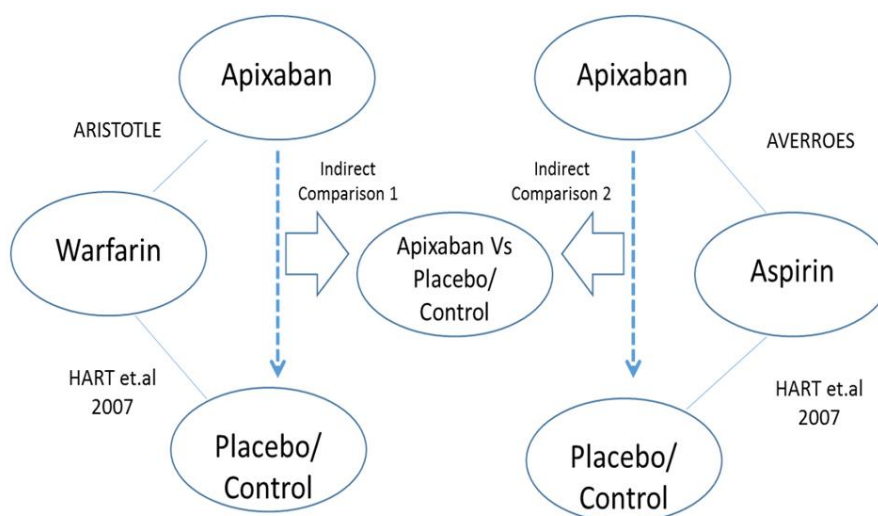 Apixaban
Apixaban
ARISTOTLE
AVERROES
Indirect
Comparison 1
Indirect
Comparison 2
Warfarin
Apixaban Vs
Placebo/
Control
Aspirin
HART et.al
2007
HART et.al
2007
Placebo/
Control
Placebo/
Control